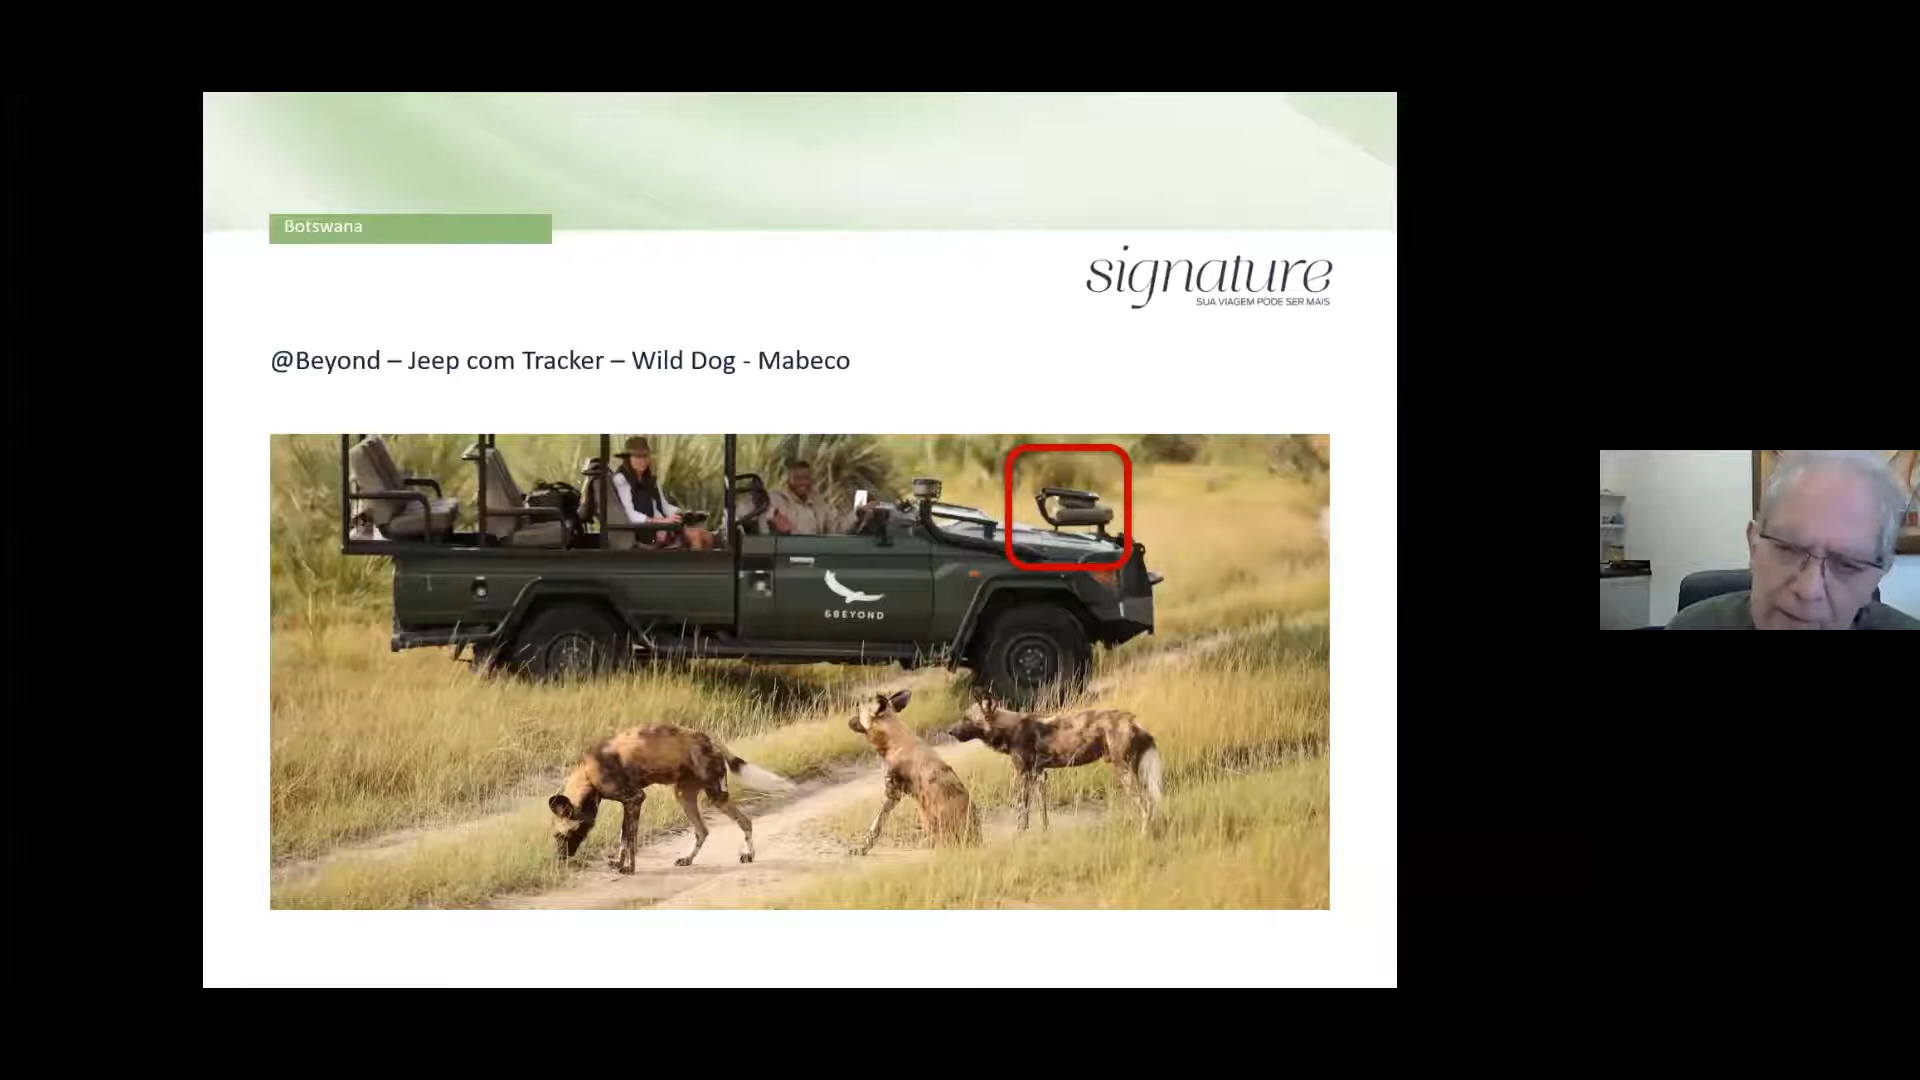 Botswana
signature
SUA VIAGEM PODE SER MAIS
@Beyond – Jeep com Tracker – Wild Dog - Mabeco
&BEYOND